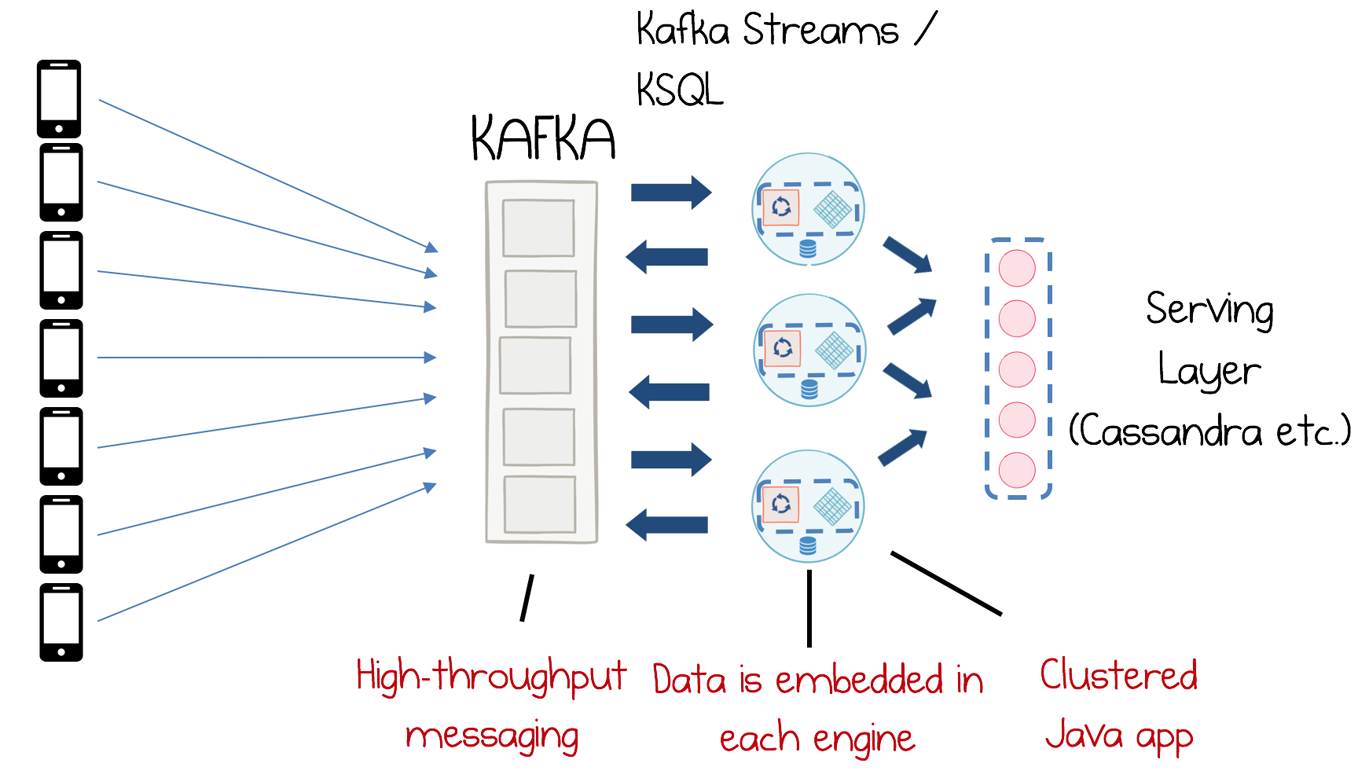 Kafka Streams /
KSQL
KAFKA
Serving
Layer
(Cassandra etc.)
High-throughput
messaging
Data is embedded in
each engine
Clustered
Java app